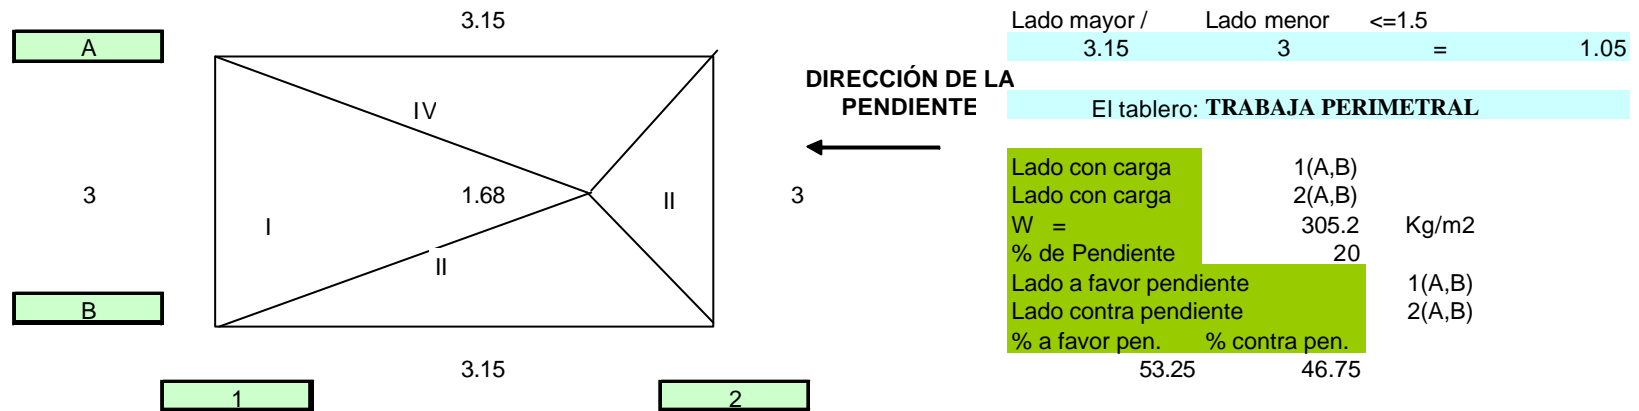 3.15
Lado mayor / Lado menor <=1.5
A
3.15 3 = 1.05
DIRECCIÓN DE LA
PENDIENTE
El tablero: TRABAJA PERIMETRAL
IV
Lado con carga 1(A,B)
3
1.68
II
3
Lado con carga 2(A,B)
I
W = 305.2 Kg/m2
II
% de Pendiente 20
Lado a favor pendiente 1(A,B)
B
Lado contra pendiente 2(A,B)
% a favor pen. % contra pen.
3.15
53.25 46.75
1
2